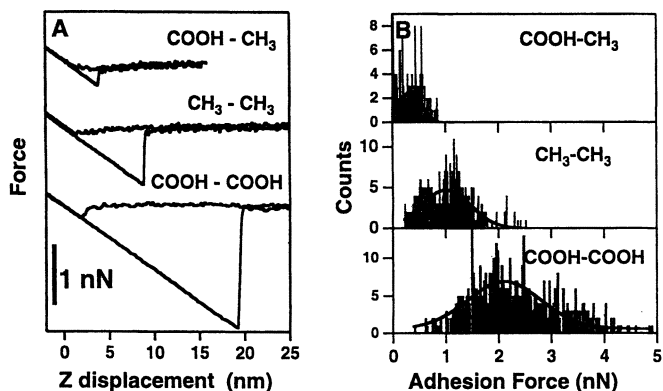 A
COOH - CH₃
CH₃ - CH₃
COOH - COOH
1 nN
Force
0 5 10 15 20 25
Z displacement (nm)
B
COOH-CH₃
8
6
4
2
0
CH₃-CH₃
10
5
0
COOH-COOH
10
5
0
Counts
0 1 2 3 4 5
Adhesion Force (nN)